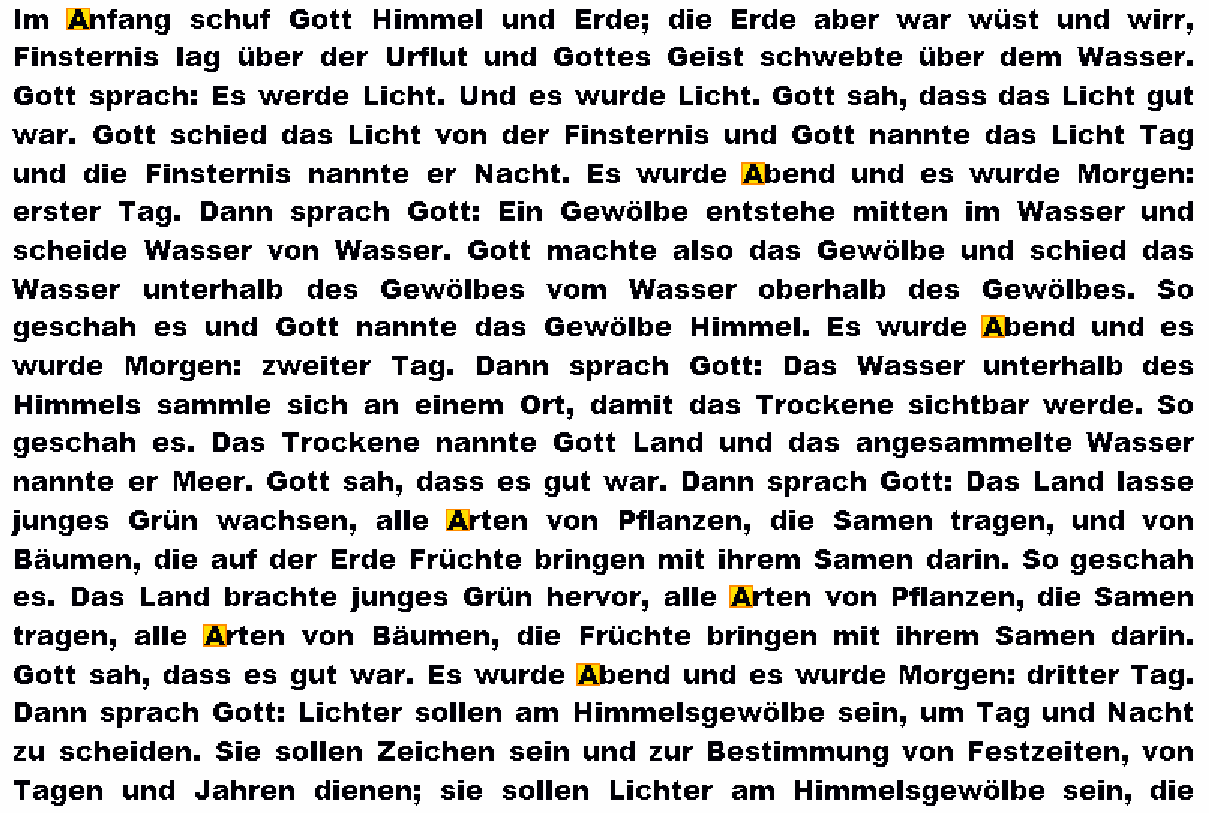 Im Anfang schuf Gott Himmel und Erde; die Erde aber war wüst und wirr,
Finsternis lag über der Urflut und Gottes Geist schwebte über dem Wasser.
Gott sprach: Es werde Licht. Und es wurde Licht. Gott sah, dass das Licht gut
war. Gott schied das Licht von der Finsternis und Gott nannte das Licht Tag
und die Finsternis nannte er Nacht. Es wurde Abend und es wurde Morgen:
erster Tag. Dann sprach Gott: Ein Gewölbe entstehe mitten im Wasser und
scheide Wasser von Wasser. Gott machte also das Gewölbe und schied das
Wasser unterhalb des Gewölbes vom Wasser oberhalb des Gewölbes. So
geschah es und Gott nannte das Gewölbe Himmel. Es wurde Abend und es
wurde Morgen: zweiter Tag. Dann sprach Gott: Das Wasser unterhalb des
Himmels sammle sich an einem Ort, damit das Trockene sichtbar werde. So
geschah es. Das Trockene nannte Gott Land und das angesammelte Wasser
nannte er Meer. Gott sah, dass es gut war. Dann sprach Gott: Das Land lasse
junges Grün wachsen, alle Arten von Pflanzen, die Samen tragen, und von
Bäumen, die auf der Erde Früchte bringen mit ihrem Samen darin. So geschah
es. Das Land brachte junges Grün hervor, alle Arten von Pflanzen, die Samen
tragen, alle Arten von Bäumen, die Früchte bringen mit ihrem Samen darin.
Gott sah, dass es gut war. Es wurde Abend und es wurde Morgen: dritter Tag.
Dann sprach Gott: Lichter sollen am Himmelsgewölbe sein, um Tag und Nacht
zu scheiden. Sie sollen Zeichen sein und zur Bestimmung von Festzeiten, von
Tagen und Jahren dienen; sie sollen Lichter am Himmelsgewölbe sein, die